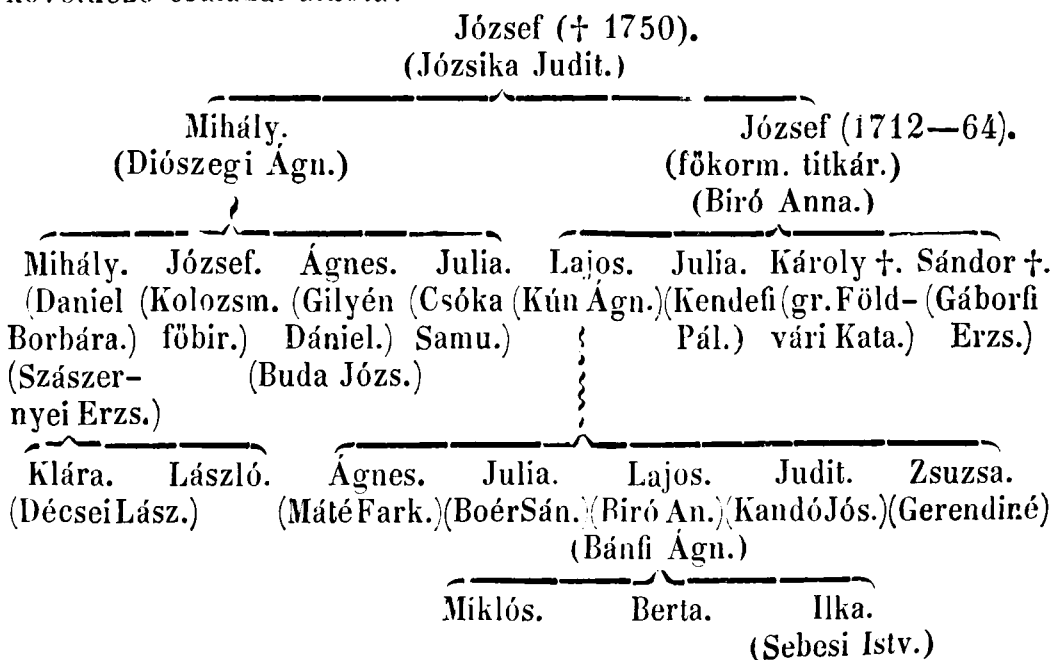 József († 1750).
(Józsika Judit.)
Mihály. József (1712—64).
(Diószegi Ágn.) (főkorm. titkár.)
(Biró Anna.)
Mihály. József. Ágnes. Julia. Lajos. Julia. Károly †. Sándor †.
(Daniel (Kolozsm. (Gilyén (Csóka (Kún Ágn.) (Kendefi (gr. Föld- (Gáborfi
Borbára.) főbir.) Dániel.) Samu.) Pál.) vári Kata.) Erzs.)
(Szászer- (Buda Józs.)
nyei Erzs.)
Klára. László. Ágnes. Julia. Lajos. Judit. Zsuzsa.
(Décsei Lász.) (Máté Fark.) (Boér Sán.) (Biró An.) (Kandó Jós.) (Gerendiné)
(Bánfi Ágn.)
Miklós. Berta. Ilka.
(Sebesi Istv.)